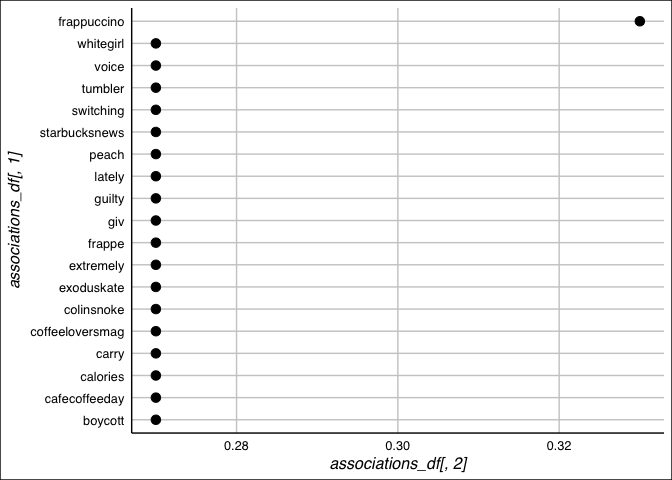 frappuccino
whitegirl
voice
tumbler
switching
starbucksnews
peach
lately
guilty
giv
frappe
extremely
exoduskate
colinsnoke
coffeeloversmag
carry
calories
cafecoffeeday
boycott
associations_df[, 1]
0.28 0.30 0.32
associations_df[, 2]